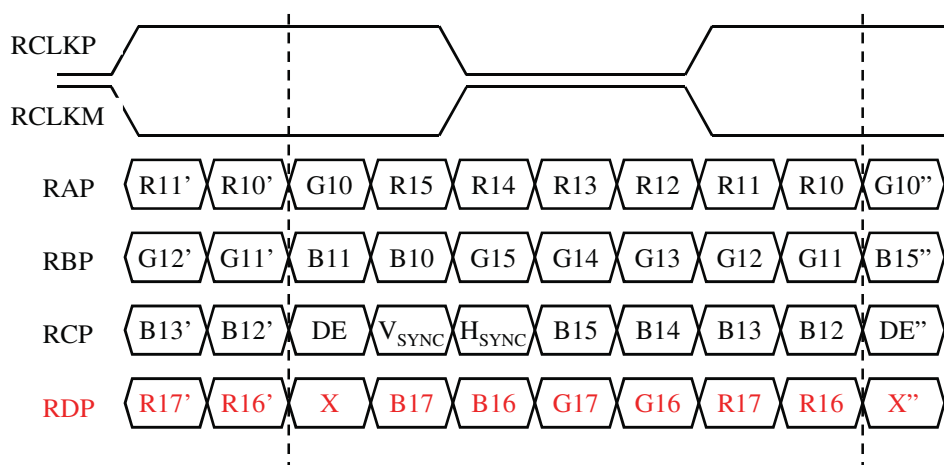 RCLKP
RCLKM
RAP R11’ R10’ G10 R15 R14 R13 R12 R11 R10 G10”
RBP G12’ G11’ B11 B10 G15 G14 G13 G12 G11 B15”
RCP B13’ B12’ DE VSYNC HSYNC B15 B14 B13 B12 DE”
RDP R17’ R16’ X B17 B16 G17 G16 R17 R16 X”